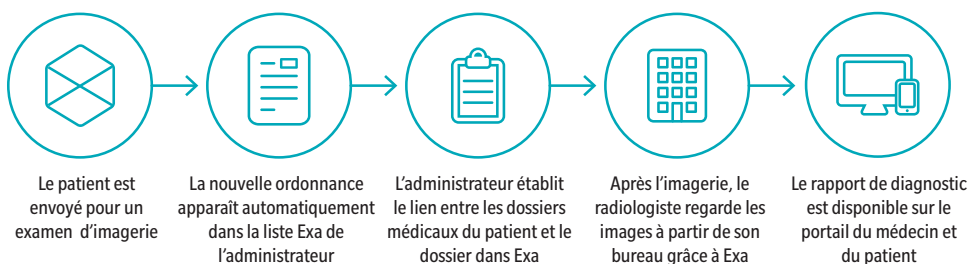 Le patient est
envoyé pour un
examen d'imagerie
La nouvelle ordonnance
apparaît automatiquement
dans la liste Exa de
l'administrateur
L'administrateur établit
le lien entre les dossiers
médicaux du patient et le
dossier dans Exa
Après l'imagerie, le
radiologiste regarde les
images à partir de son
bureau grâce à Exa
Le rapport de diagnostic
est disponible sur le
portail du médecin et
du patient